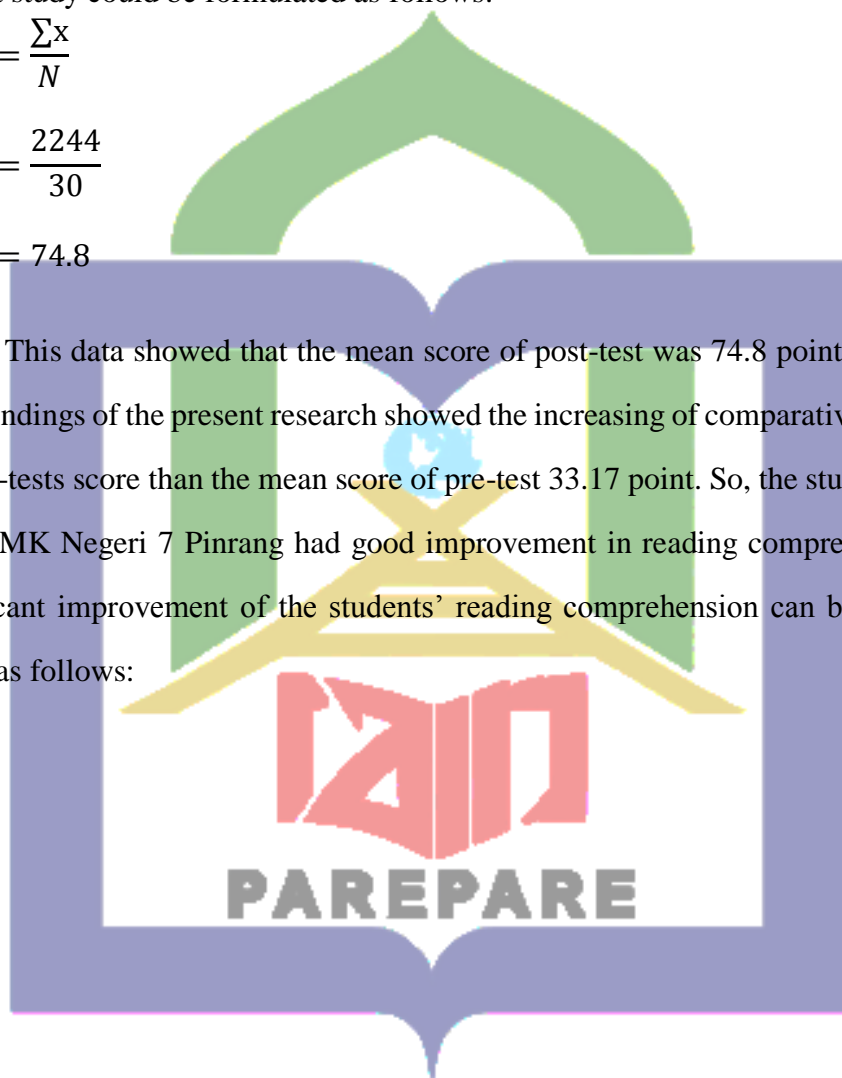 study could be formulated as follows:
= ∑x / N
= 2244 / 30
= 74.8
This data showed that the mean score of post-test was 74.8 point
ndings of the present research showed the increasing of comparativ
-tests score than the mean score of pre-test 33.17 point. So, the stu
MK Negeri 7 Pinrang had good improvement in reading compre
cant improvement of the students’ reading comprehension can b
as follows:
iain
PAREPARE